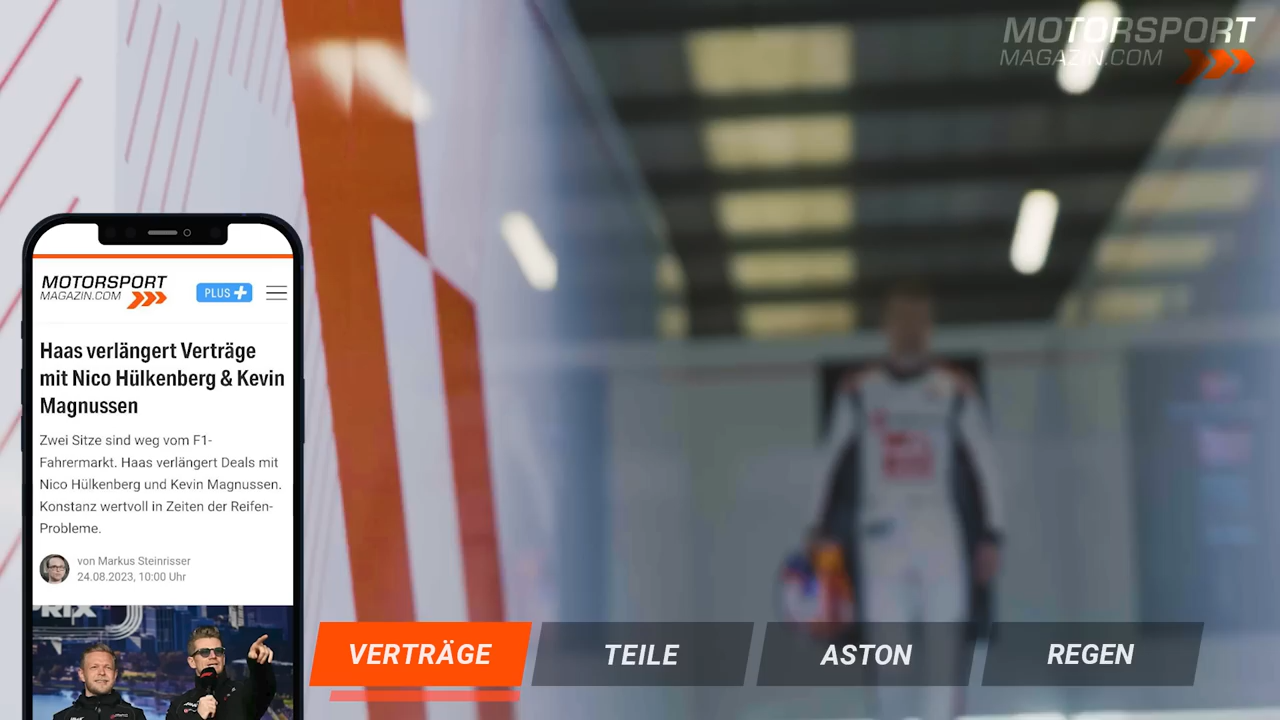 MOTORSPORT
MAGAZIN.COM
MOTORSPORT
MAGAZIN.COM
PLUS
Haas verlängert Verträge
mit Nico Hülkenberg & Kevin
Magnussen
Zwei Sitze sind weg vom F1-
Fahrermarkt. Haas verlängert Deals mit
Nico Hülkenberg und Kevin Magnussen.
Konstanz wertvoll in Zeiten der Reifen-
Probleme.
von Markus Steinrisser
24.08.2023, 10:00 Uhr
VERTRÄGE
TEILE
ASTON
REGEN